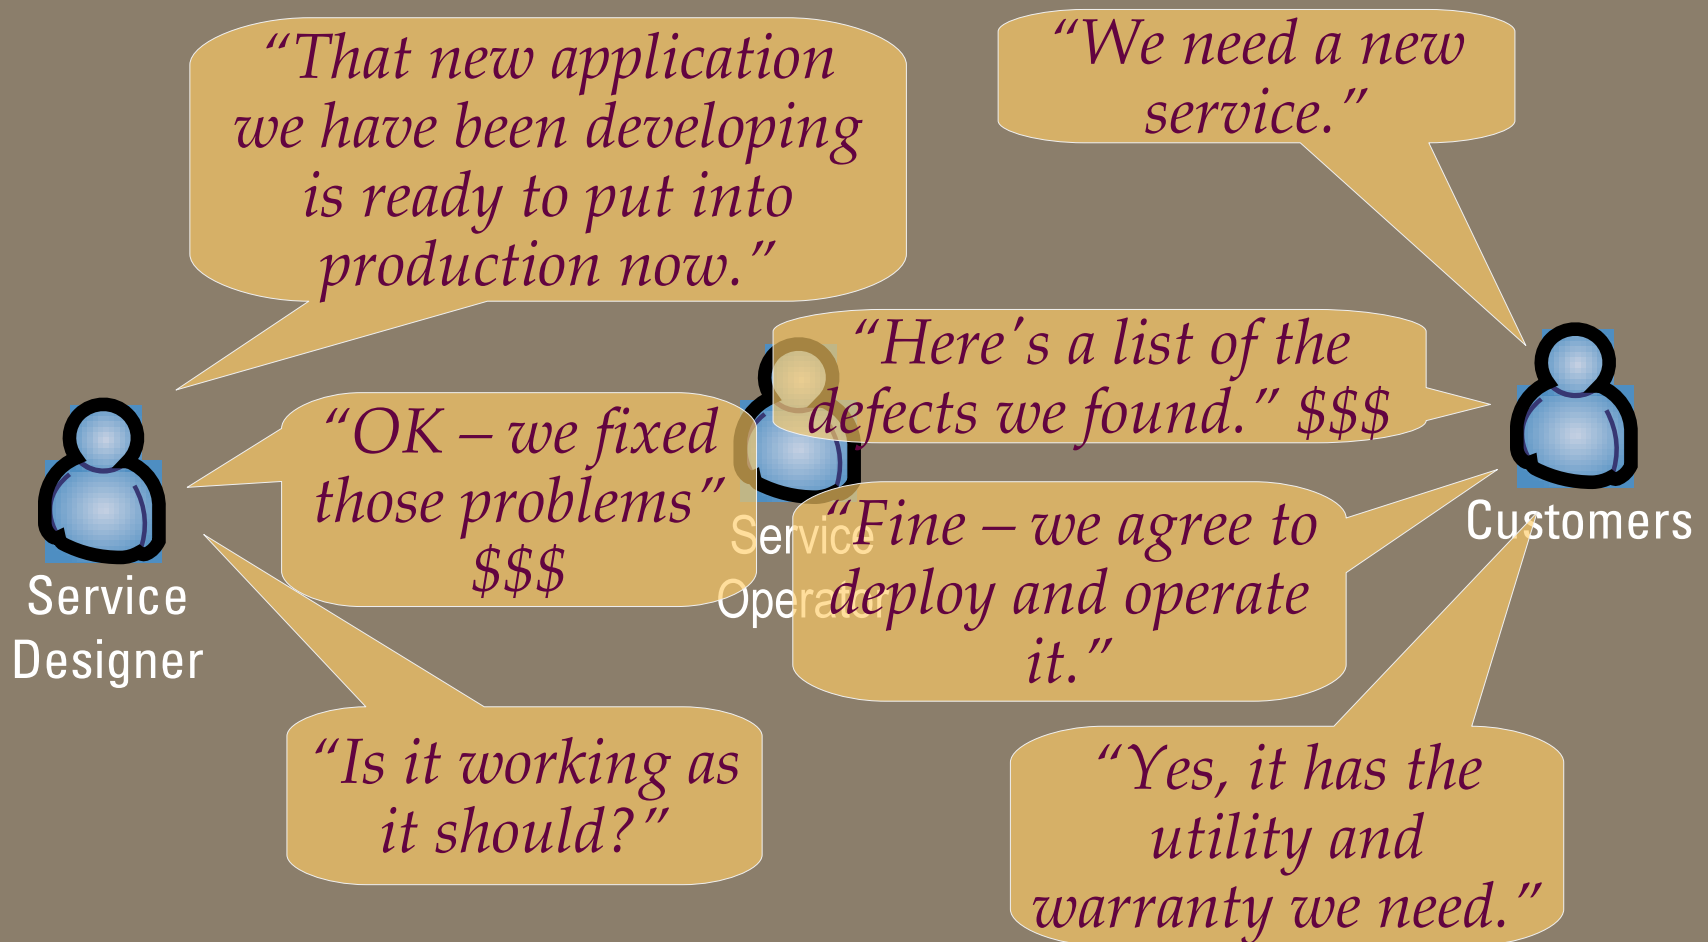 “That new application
we have been developing
is ready to put into
production now.”
“We need a new
service.”
“Here’s a list of the
defects we found.” $$$
“OK – we fixed
those problems”
$$$
“Fine – we agree to
deploy and operate
it.”
Service
Operator
Customers
Service
Designer
“Is it working as
it should?”
“Yes, it has the
utility and
warranty we need.”